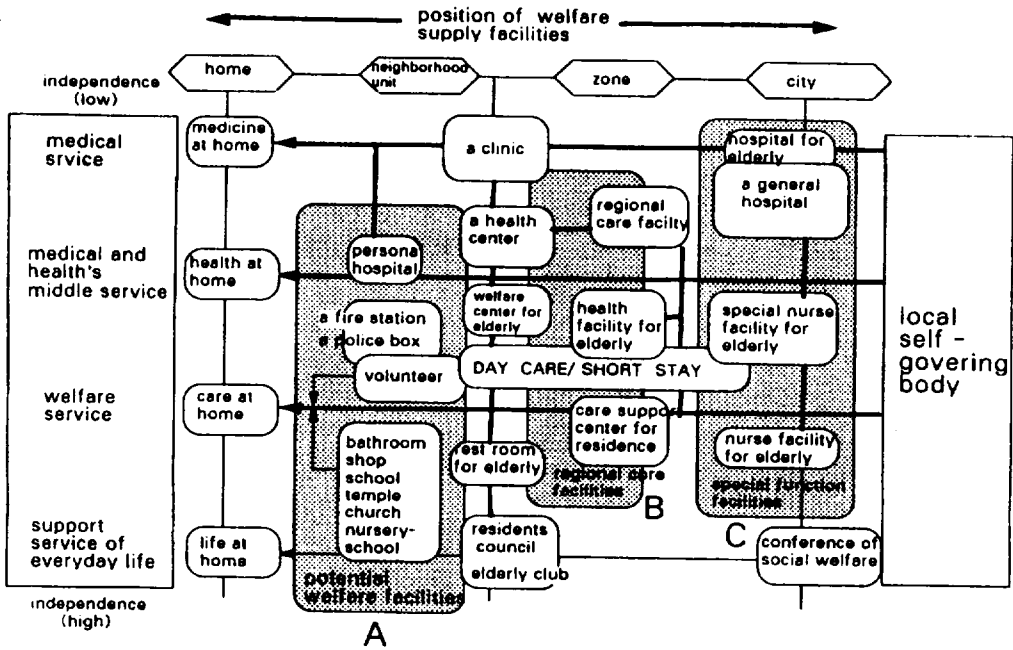 position of welfare
supply facilities
home
neighborhood
unit
zone
city
independence
(low)
medical
srvice
medical and
health's
middle service
welfare
service
support
service of
everyday life
independence
(high)
medicine
at home
health at
home
care at
home
life at
home
a clinic
a health
center
regional
care facilty
hospital for
elderly
a general
hospital
persona
hospital
a fire station
a police box
volunteer
welfare
center for
elderly
health
facility for
elderly
special nurse
facility for
elderly
DAY CARE/ SHORT STAY
bathroom
shop
school
temple
church
nursery-
school
rest room
for elderly
care support
center for
residence
nurse facility
for elderly
regional care
facilities
special function
facilities
residents
council
elderly club
conference of
social welfare
potential
welfare facilities
A
B
C
local
self -
govering
body